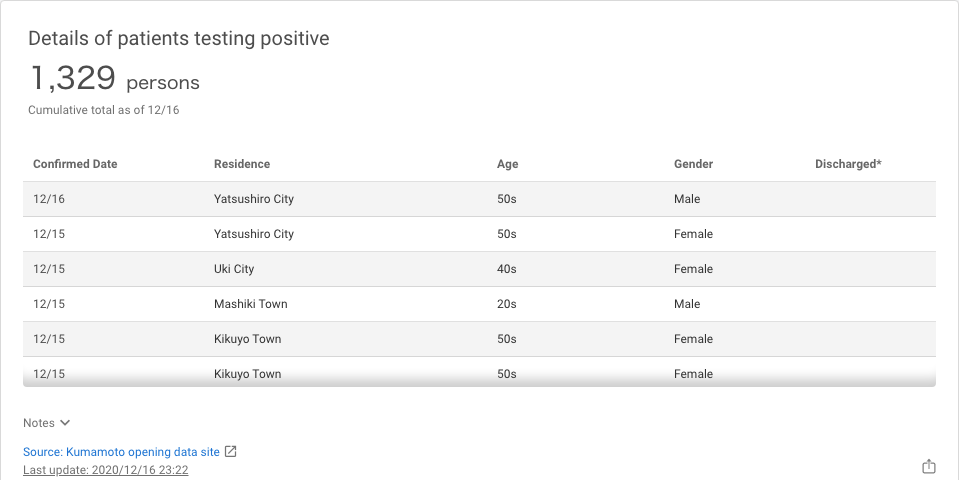 Details of patients testing positive
1,329 persons
Cumulative total as of 12/16
Confirmed Date Residence Age Gender Discharged*
12/16 Yatsushiro City 50s Male
12/15 Yatsushiro City 50s Female
12/15 Uki City 40s Female
12/15 Mashiki Town 20s Male
12/15 Kikuyo Town 50s Female
12/15 Kikuyo Town 50s Female
Notes
Source: Kumamoto opening data site
Last update: 2020/12/16 23:22